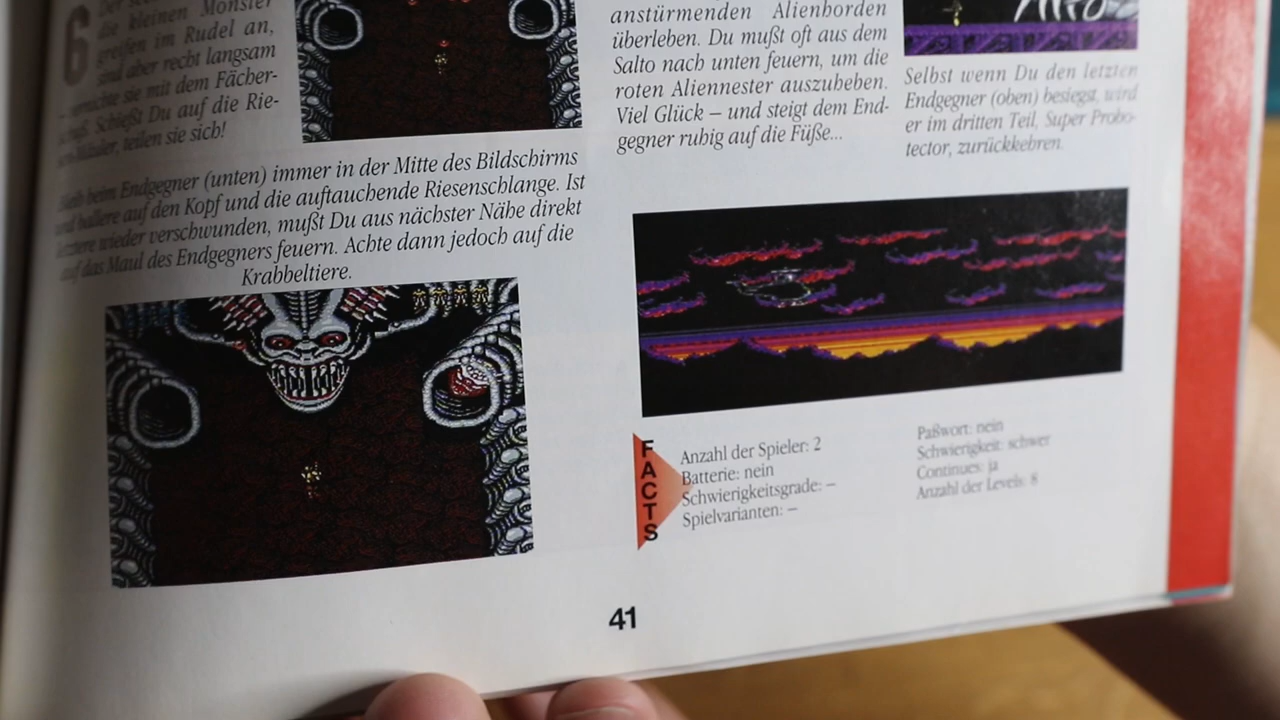 6
die kleinen Monster
greifen im Rudel an,
sind aber recht langsam
sie mit dem Fächer-
Schießt Du auf die Rie-
teilen sie sich!
beim Endgegner (unten) immer in der Mitte des Bildschirms
und ballere auf den Kopf und die auftauchende Riesenschlange. Ist
letztere wieder verschwunden, mußt Du aus nächster Nähe direkt
auf das Maul des Endgegners feuern. Achte dann jedoch auf die
Krabbeltiere.
anstürmenden Alienhorden
überleben. Du mußt oft aus dem
Salto nach unten feuern, um die
roten Aliennester auszuheben.
Viel Glück – und steigt dem End-
gegner ruhig auf die Füße...
Selbst wenn Du den letzten
Endgegner (oben) besiegst, wird
er im dritten Teil, Super Probo-
tector, zurückkehren.
FACTS
Anzahl der Spieler: 2
Batterie: nein
Schwierigkeitsgrade: –
Spielvarianten: –
Paßwort: nein
Schwierigkeit: schwer
Continues: ja
Anzahl der Levels: 8
41